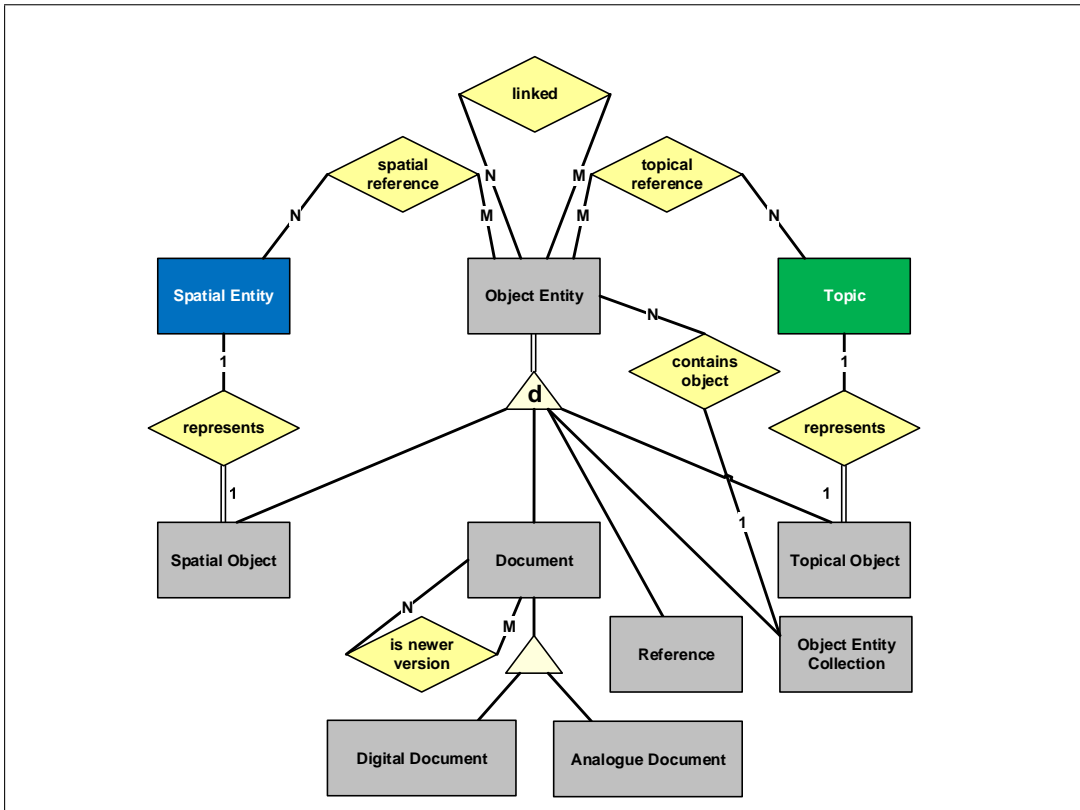 linked
spatial
reference
topical
reference
N
M
N
M
M
N
Spatial Entity
Object Entity
Topic
N
1
contains
object
1
d
represents
represents
1
1
1
Spatial Object
Document
Topical Object
N
M
is newer
version
Reference
Object Entity
Collection
Digital Document
Analogue Document